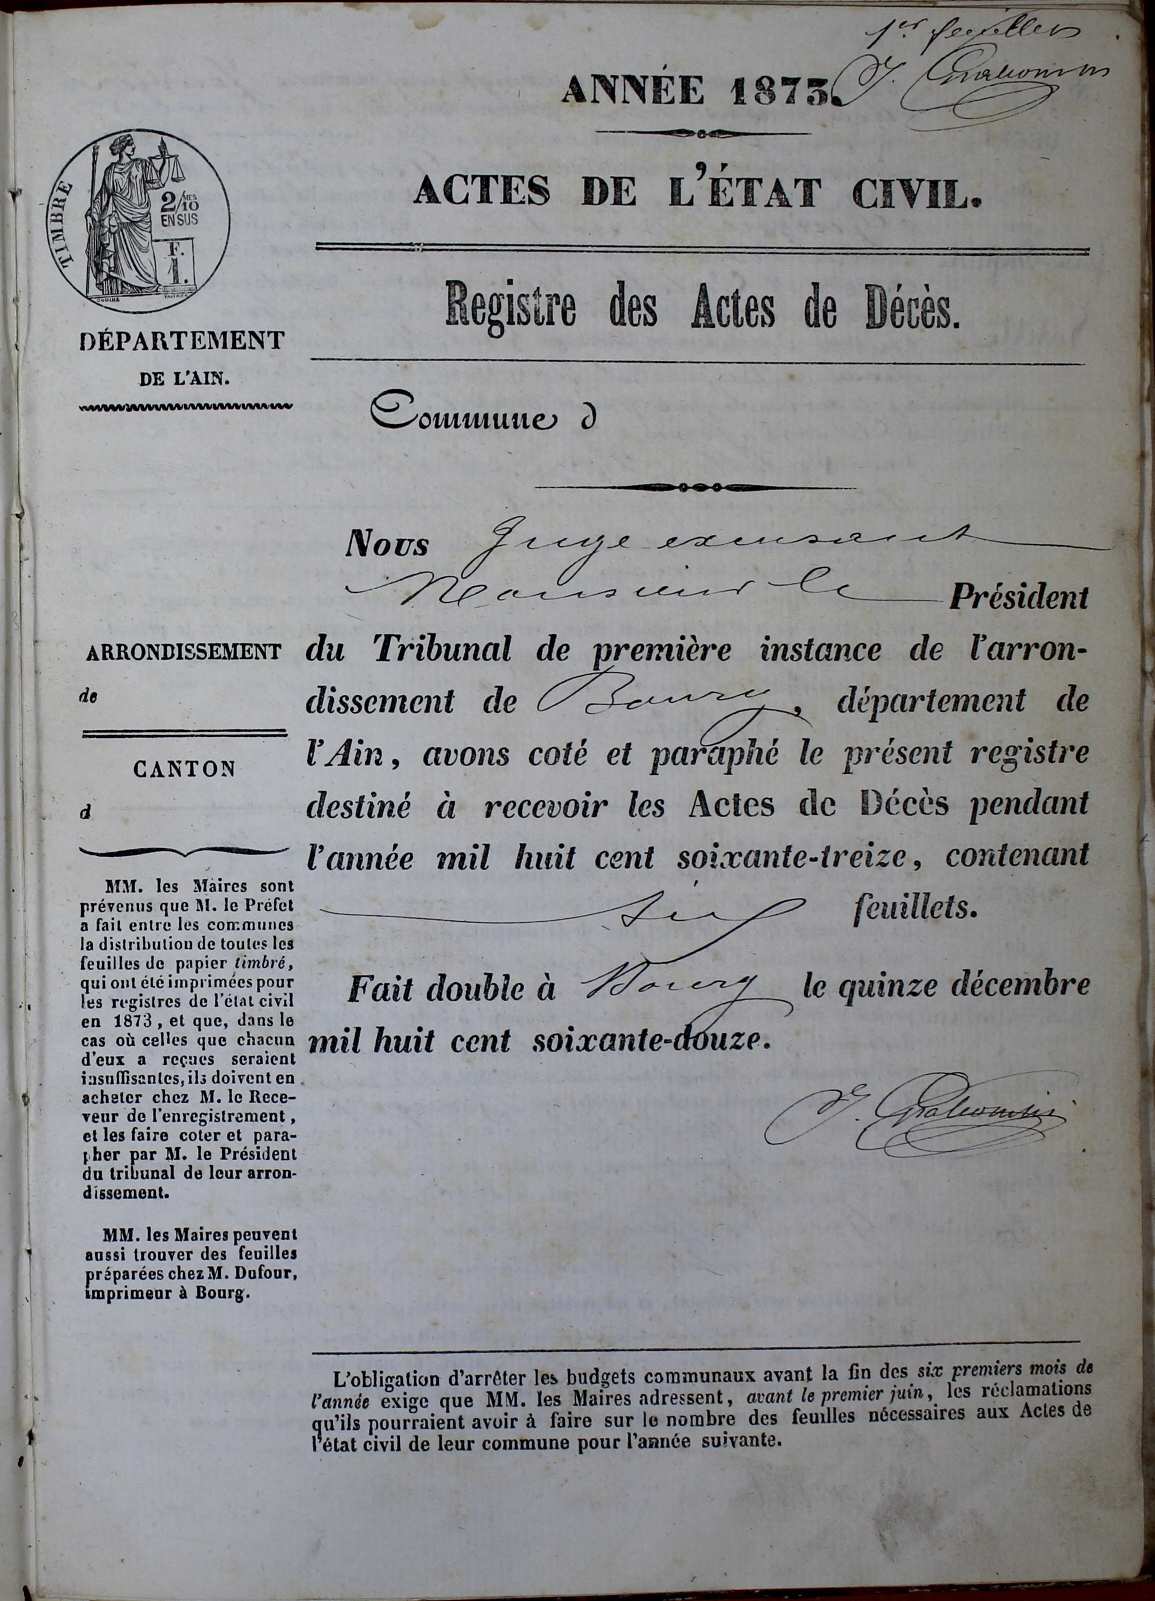 1er feuillet
ANNÉE 1873.
ACTES DE L'ÉTAT CIVIL.
TIMBRE
2/10 MES
EN SUS
F.
1.
Registre des Actes de Décès.
DÉPARTEMENT
DE L'AIN.
Commune d
Nous Juge excusant
Monsieur le Président
du Tribunal de première instance de l'arron-
dissement de Bourg, département de
l'Ain, avons coté et paraphé le présent registre
destiné à recevoir les Actes de Décès pendant
l'année mil huit cent soixante-treize, contenant
six feuillets.
Fait double à Bourg le quinze décembre
mil huit cent soixante-douze.
ARRONDISSEMENT
de
CANTON
d
MM. les Maires sont
prévenus que M. le Préfet
a fait entre les communes
la distribution de toutes les
feuilles de papier timbré,
qui ont été imprimées pour
les registres de l'état civil
en 1873, et que, dans le
cas où celles que chacun
d'eux a reçues seraient
insuffisantes, ils doivent en
acheter chez M. le Rece-
veur de l'enregistrement,
et les faire coter et para-
pher par M. le Président
du tribunal de leur arron-
dissement.
MM. les Maires peuvent
aussi trouver des feuilles
préparées chez M. Dufour,
imprimeur à Bourg.
L'obligation d'arrêter les budgets communaux avant la fin des six premiers mois de
l'année exige que MM. les Maires adressent, avant le premier juin, les réclamations
qu'ils pourraient avoir à faire sur le nombre des feuilles nécessaires aux Actes de
l'état civil de leur commune pour l'année suivante.